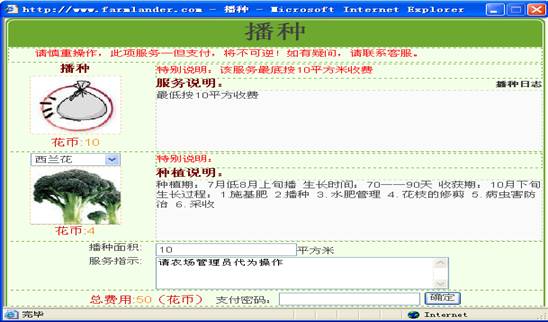 http://www.farmlander.com - 播种 - Microsoft Internet Explorer
播种
请慎重操作，此项服务一但支付，将不可逆！如有疑问，请联系客服。
播种
特别说明：该服务最底按10平方米收费
服务说明：
播种日志
最低按10平方收费
花币:10
西兰花
特别说明：
种植说明：
种植期：7月低8月上旬播 生长时间：70——90天 收获期：10月下旬
生长过程：1.施基肥 2.播种 3.水肥管理 4.花枝的修剪 5.病虫害防
治 6.采收
花币:4
播种面积: 10 平方米
服务指示: 请农场管理员代为操作
总费用:50（花币） 支付密码: 确定
完毕 Internet